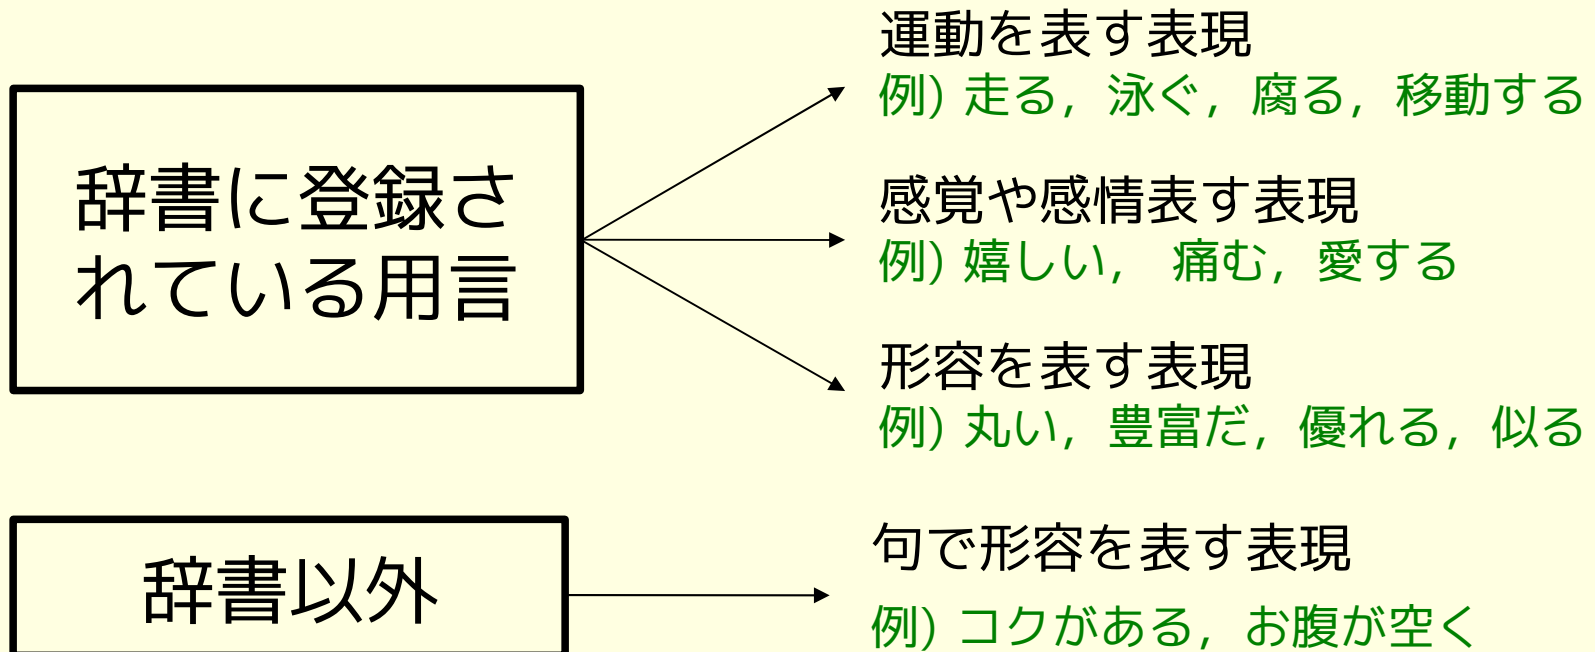 辞書に登録さ
れている用言
運動を表す表現
例) 走る，泳ぐ，腐る，移動する
感覚や感情表す表現
例) 嬉しい， 痛む，愛する
形容を表す表現
例) 丸い，豊富だ，優れる，似る
辞書以外
句で形容を表す表現
例) コクがある，お腹が空く